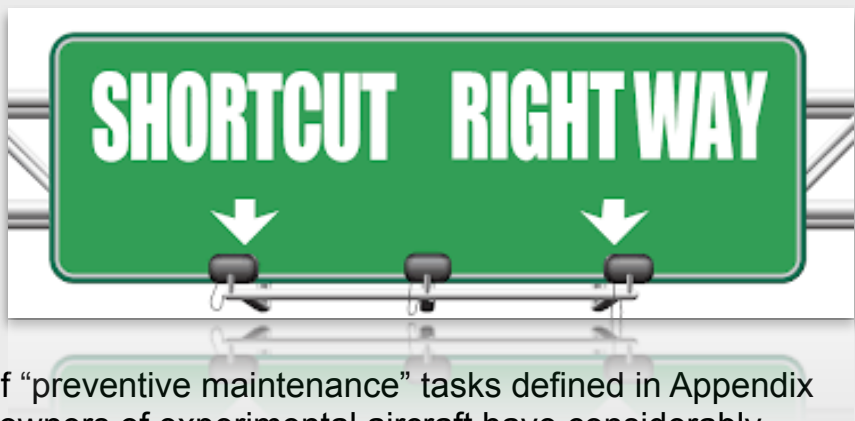 SHORTCUT RIGHT WAY
f “preventive maintenance” tasks defined in Appendix
owners of experimental aircraft have considerably